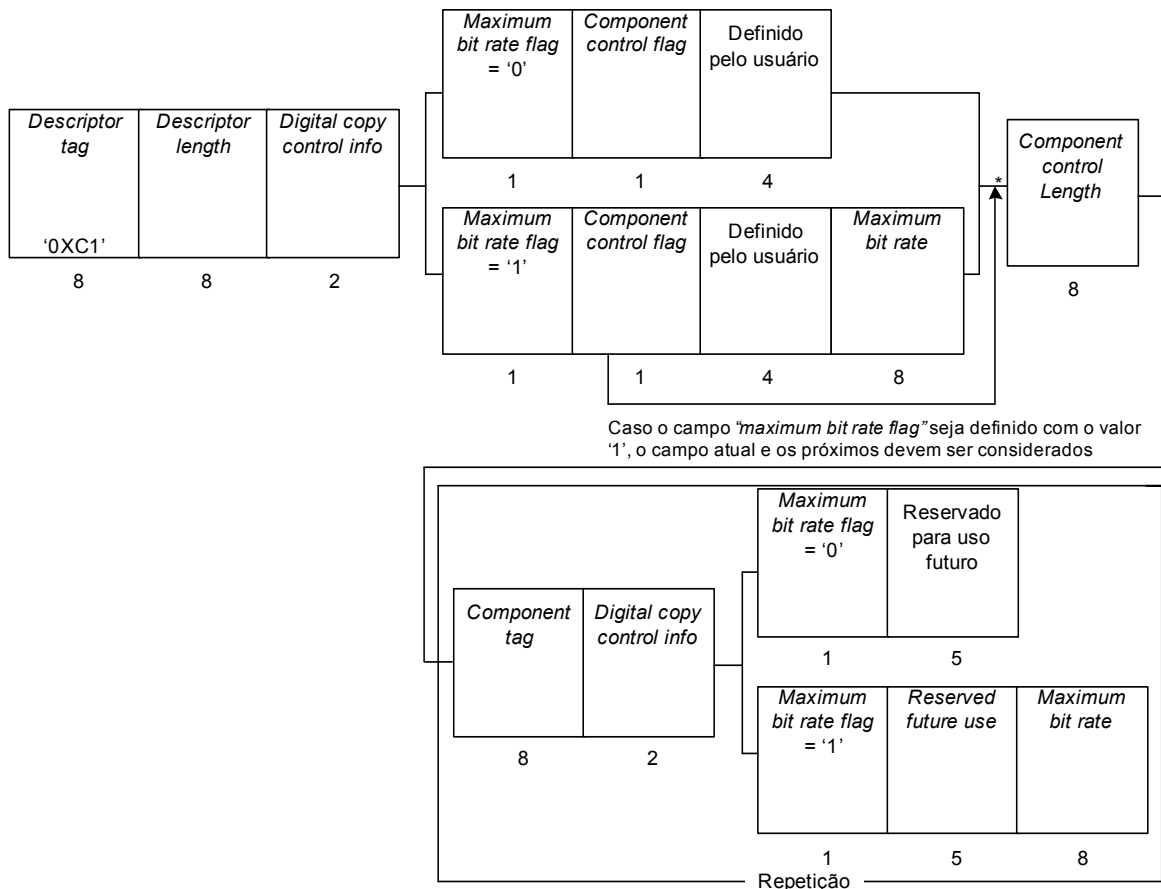 Maximum
bit rate flag
= ‘0’
Component
control flag
Definido
pelo usuário
1
1
4
Descriptor
tag
‘0XC1’
8
Descriptor
length
8
Digital copy
control info
2
Maximum
bit rate flag
= ‘1’
1
Component
control flag
1
Definido
pelo usuário
4
Maximum
bit rate
8
*
Component
control
Length
8
Caso o campo “maximum bit rate flag” seja definido com o valor
‘1’, o campo atual e os próximos devem ser considerados
Component
tag
8
Digital copy
control info
2
Maximum
bit rate flag
= ‘0’
1
Reservado
para uso
futuro
5
Maximum
bit rate flag
= ‘1’
1
Reserved
future use
5
Maximum
bit rate
8
Repetição